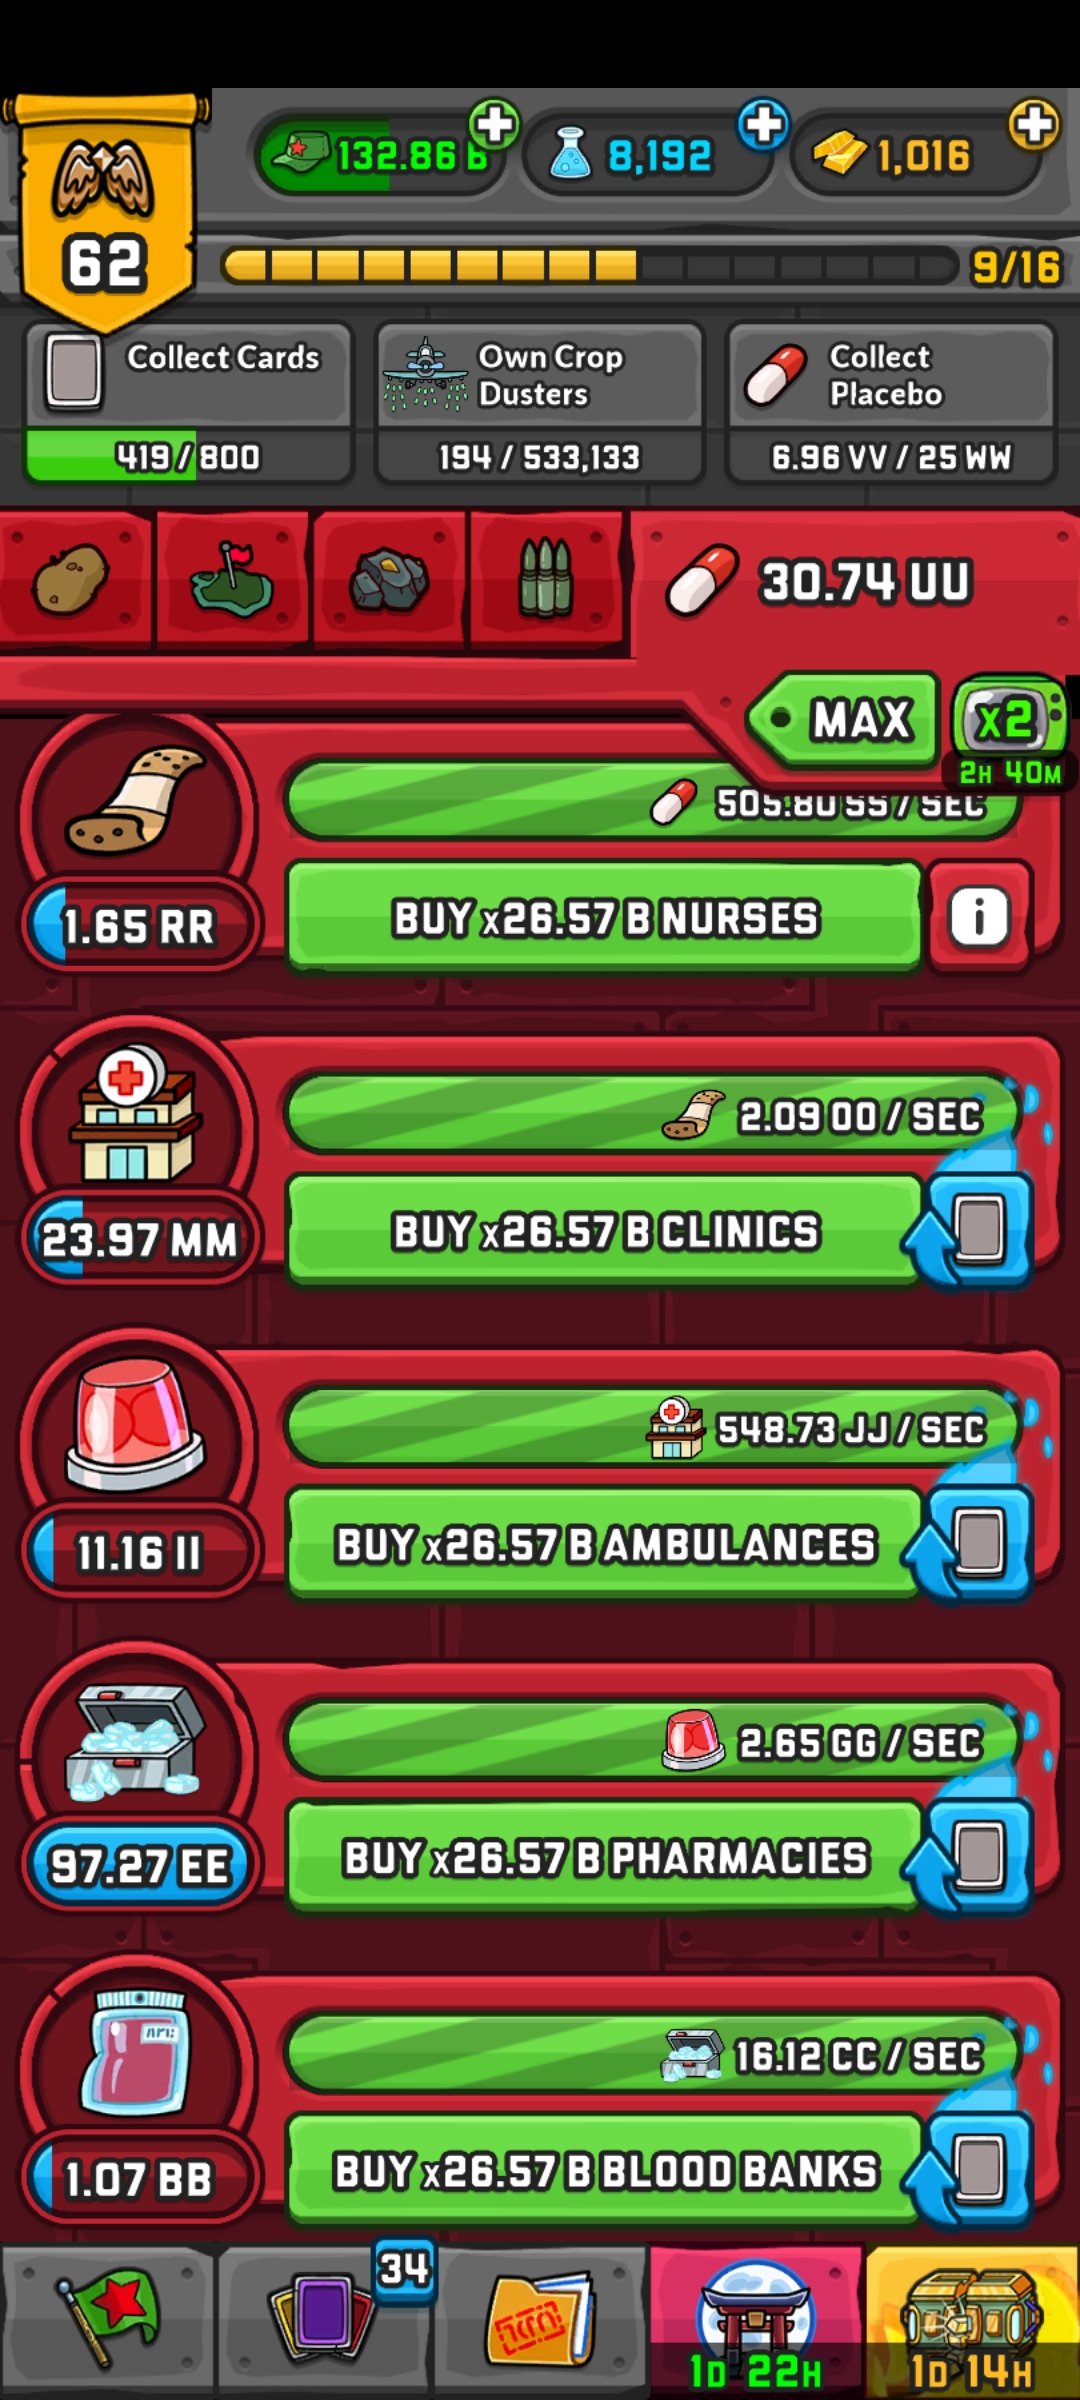 132.86 B
8,192
1,016
62
9/16
Collect Cards
419 / 800
Own Crop
Dusters
194 / 533,133
Collect
Placebo
6.96 VV / 25 WW
30.74 UU
MAX
x2
2H 40M
505.80 SS / SEC
1.65 RR
BUY x26.57 B NURSES
i
2.09 OO / SEC
23.97 MM
BUY x26.57 B CLINICS
548.73 JJ / SEC
11.16 II
BUY x26.57 B AMBULANCES
2.65 GG / SEC
97.27 EE
BUY x26.57 B PHARMACIES
16.12 CC / SEC
1.07 BB
BUY x26.57 B BLOOD BANKS
34
1D 22H
1D 14H